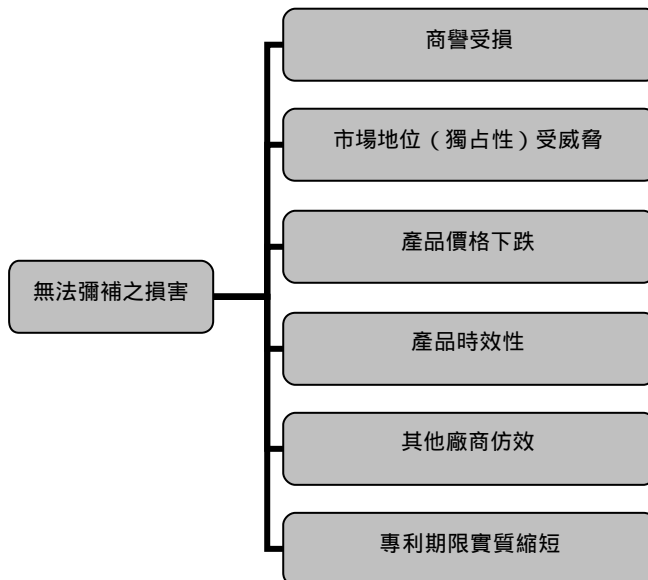 商譽受損
市場地位（獨占性）受威脅
產品價格下跌
無法彌補之損害
產品時效性
其他廠商仿效
專利期限實質縮短